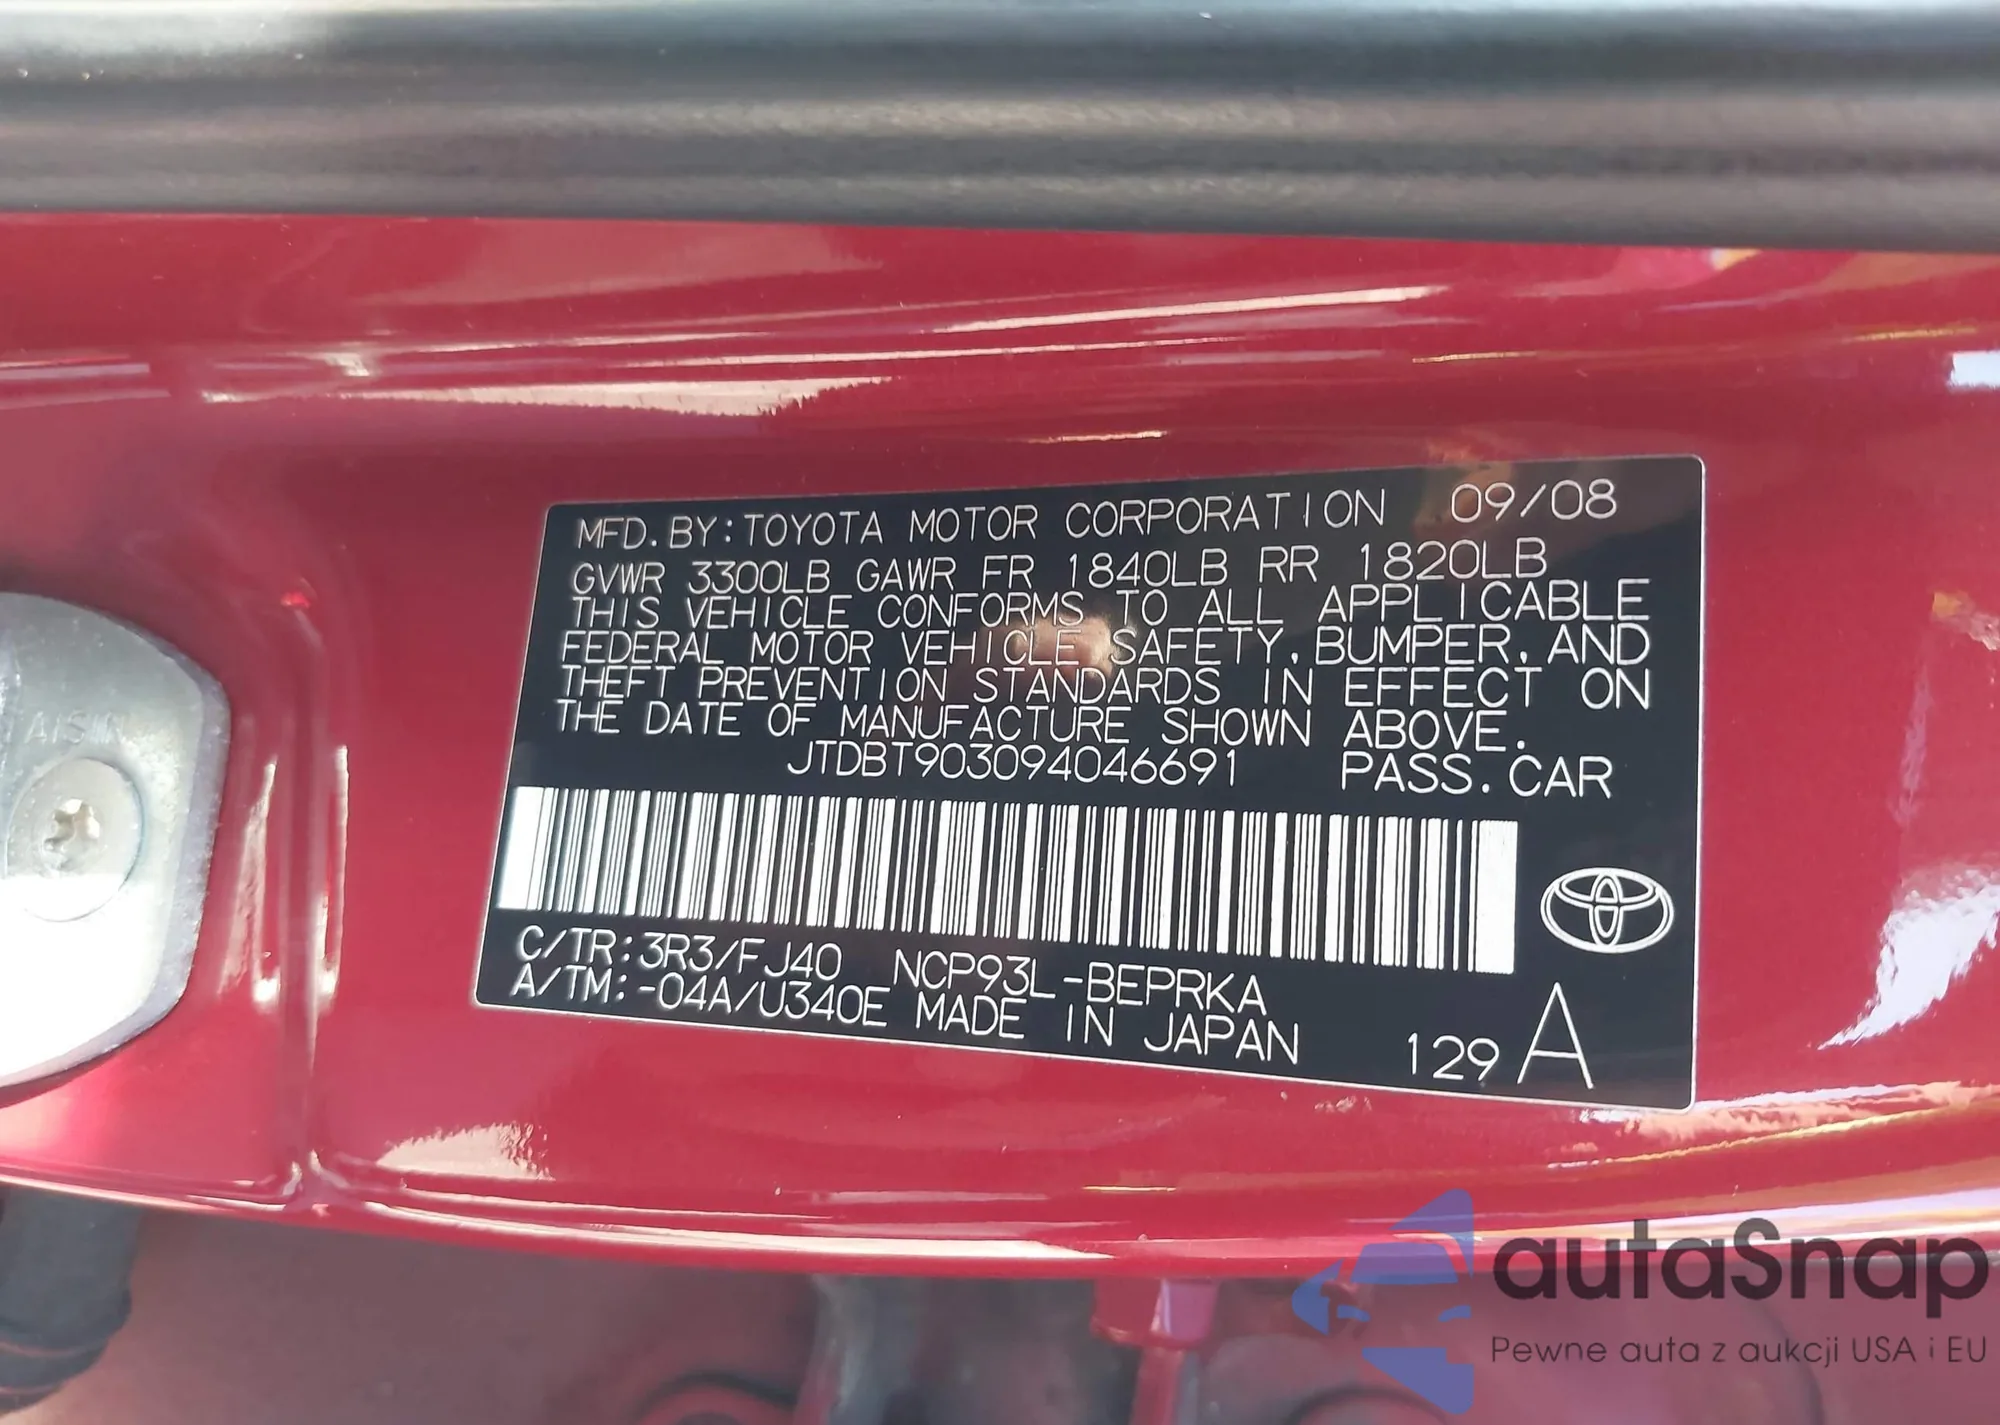 MFD. BY: TOYOTA MOTOR CORPORATION 09/08
GVWR 3300LB GAWR FR 1840LB RR 1820LB
THIS VEHICLE CONFORMS TO ALL APPLICABLE
FEDERAL MOTOR VEHICLE SAFETY, BUMPER, AND
THEFT PREVENTION STANDARDS IN EFFECT ON
THE DATE OF MANUFACTURE SHOWN ABOVE.
JTDBT903094046691 PASS. CAR
C/TR: 3R3/FJ40 NCP93L-BEPRKA
A/TM: -04A/U340E MADE IN JAPAN 129 A
AISIN
autaSnap
Pewne auta z aukcji USA i EU